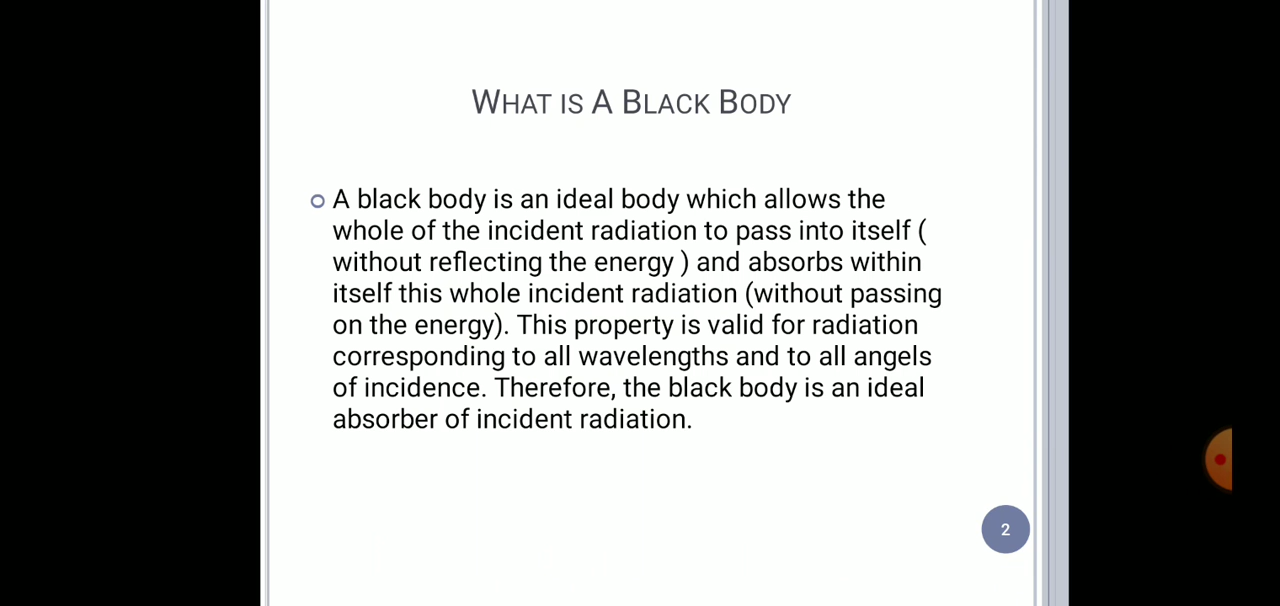 WHAT IS A BLACK BODY
A black body is an ideal body which allows the
whole of the incident radiation to pass into itself (
without reflecting the energy ) and absorbs within
itself this whole incident radiation (without passing
on the energy). This property is valid for radiation
corresponding to all wavelengths and to all angels
of incidence. Therefore, the black body is an ideal
absorber of incident radiation.
2